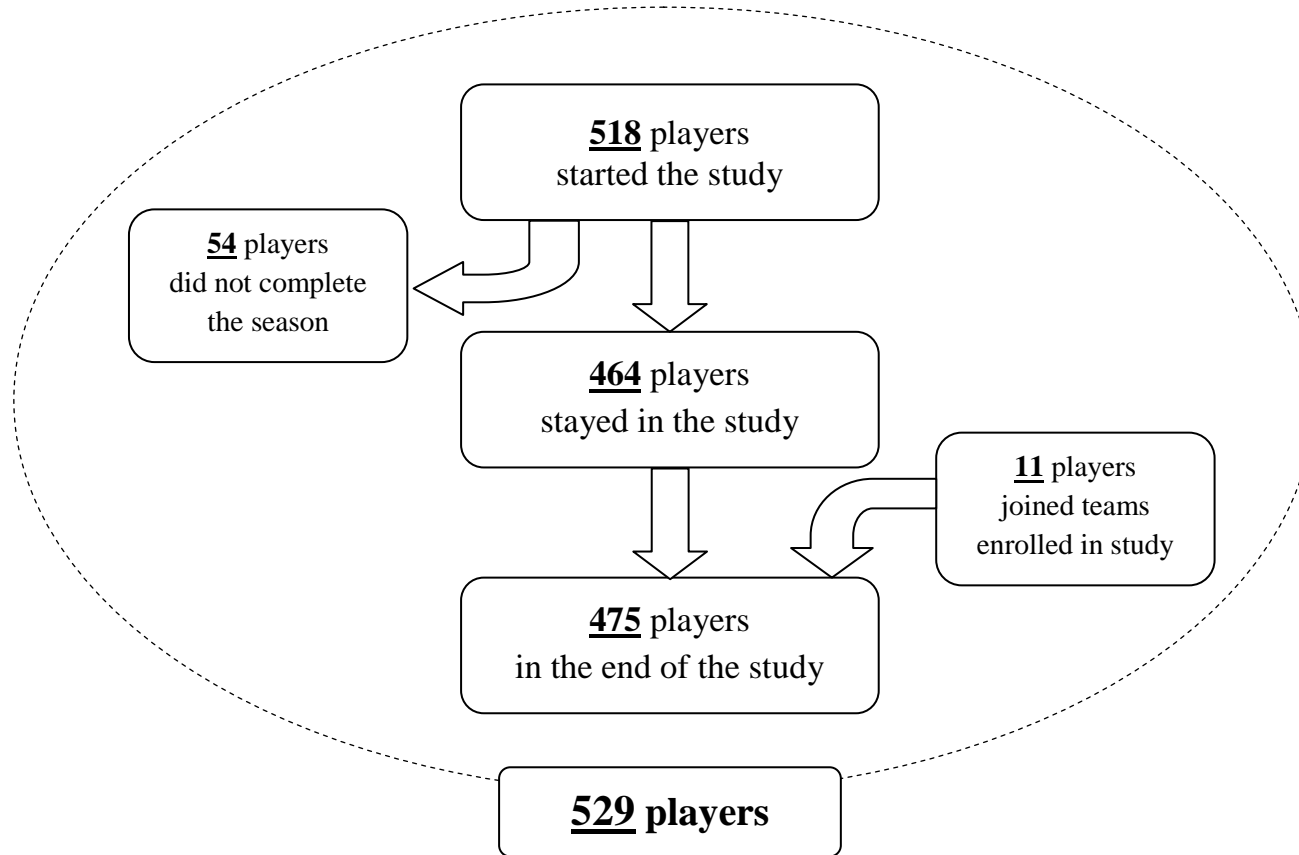 518 players
started the study
54 players
did not complete
the season
464 players
stayed in the study
11 players
joined teams
enrolled in study
475 players
in the end of the study
529 players